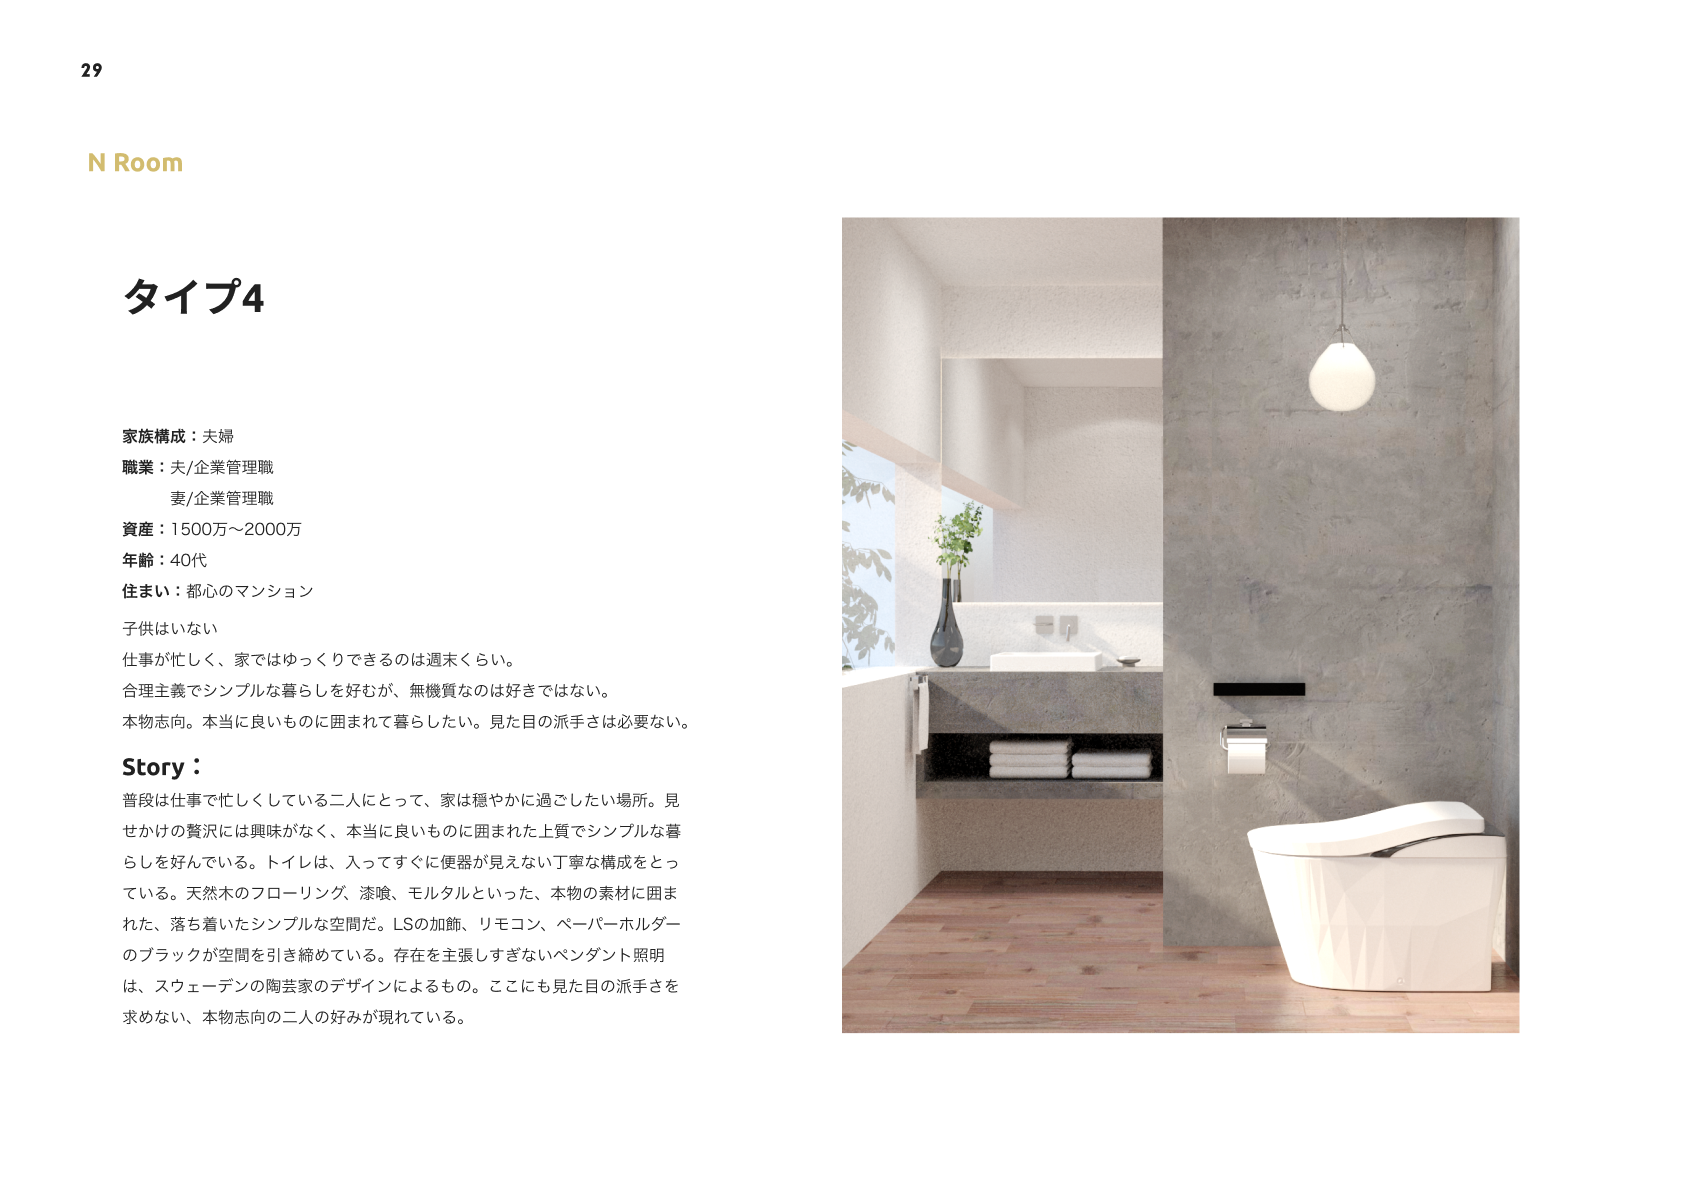 29
N Room
タイプ4
家族構成：夫婦
職業：夫/企業管理職
妻/企業管理職
資産：1500万〜2000万
年齢：40代
住まい：都心のマンション
子供はいない
仕事が忙しく、家ではゆっくりできるのは週末くらい。
合理主義でシンプルな暮らしを好むが、無機質なのは好きではない。
本物志向。本当に良いものに囲まれて暮らしたい。見た目の派手さは必要ない。
Story：
普段は仕事で忙しくしている二人にとって、家は穏やかに過ごしたい場所。見
せかけの贅沢には興味がなく、本当に良いものに囲まれた上質でシンプルな暮
らしを好んでいる。トイレは、入ってすぐに便器が見えない丁寧な構成をとっ
ている。天然木のフローリング、漆喰、モルタルといった、本物の素材に囲ま
れた、落ち着いたシンプルな空間だ。LSの加飾、リモコン、ペーパーホルダー
のブラックが空間を引き締めている。存在を主張しすぎないペンダント照明
は、スウェーデンの陶芸家のデザインによるもの。ここにも見た目の派手さを
求めない、本物志向の二人の好みが現れている。